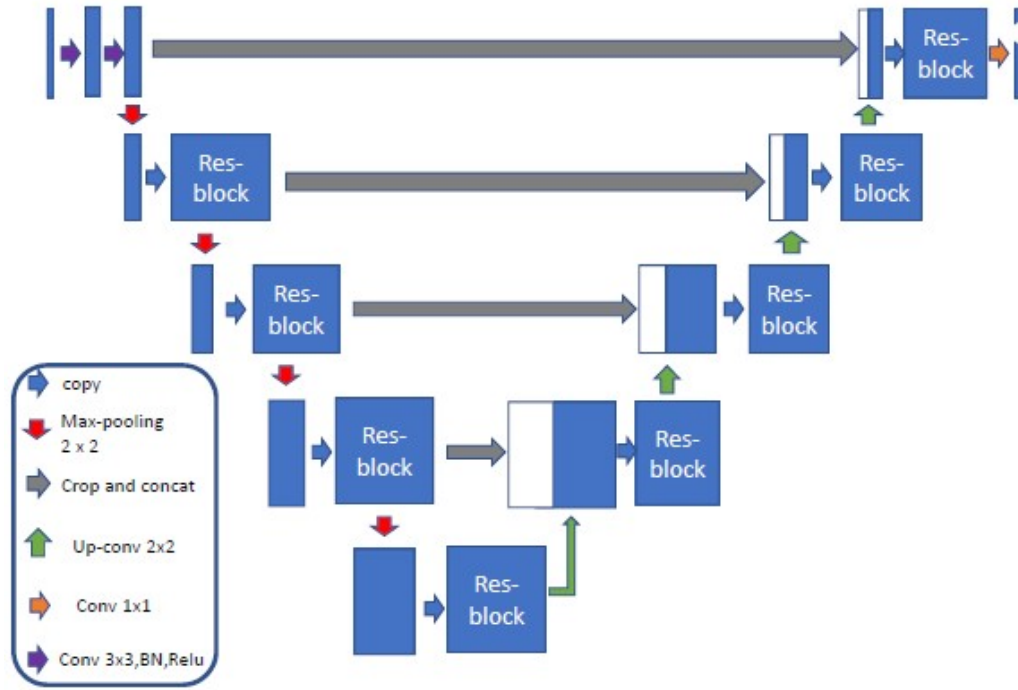 Res-
block
Res-
block
Res-
block
Res-
block
Res-
block
Res-
block
Res-
block
Res-
block
Res-
block
copy
Max-pooling
2 x 2
Crop and concat
Up-conv 2x2
Conv 1x1
Conv 3x3,BN,Relu